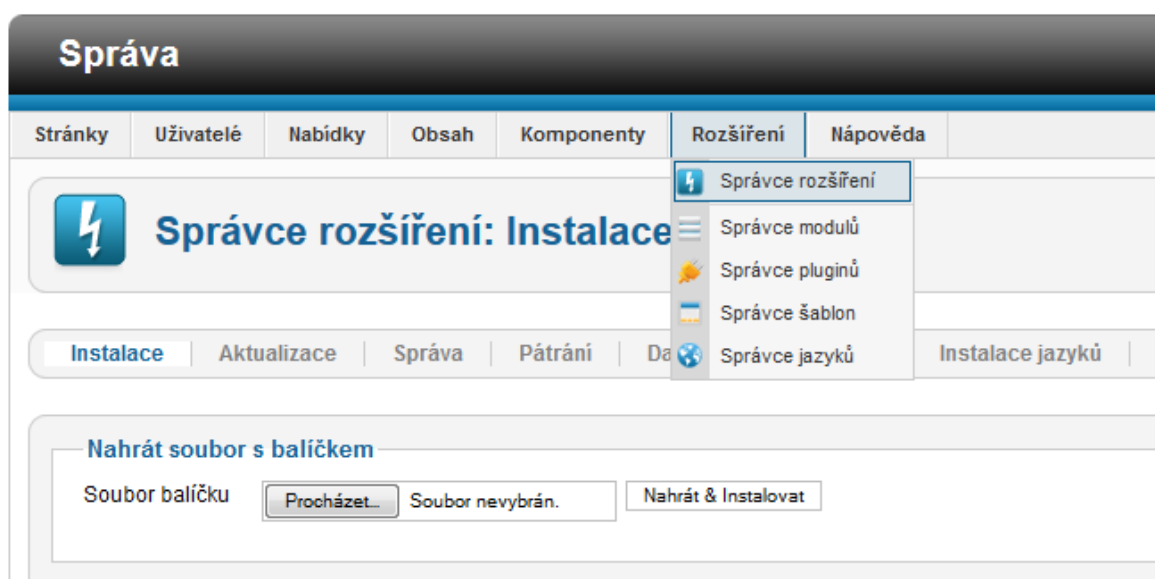 Správa
Stránky Uživatelé Nabídky Obsah Komponenty Rozšíření Nápověda
Správce rozšíření
Správce modulů
Správce pluginů
Správce šablon
Správce jazyků
Správce rozšíření: Instalace
Instalace Aktualizace Správa Pátrání Instalace jazyků
Nahrát soubor s balíčkem
Soubor balíčku Procházet... Soubor nevybrán. Nahrát & Instalovat